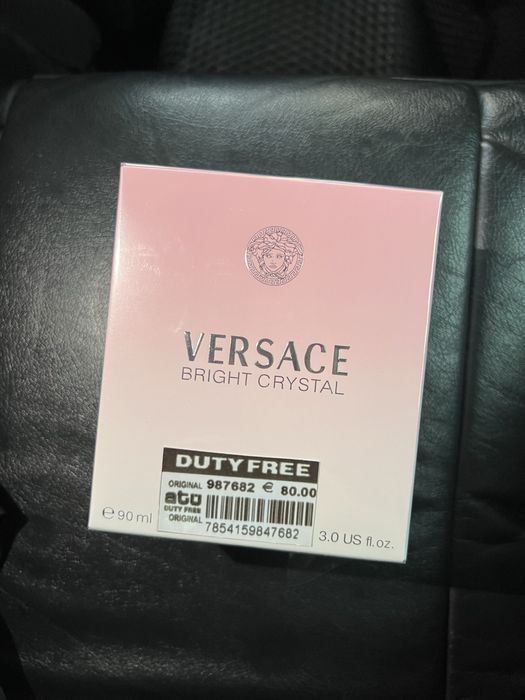 VERSACE
BRIGHT CRYSTAL
DUTY FREE
ORIGINAL 987682 € 80.00
atü
DUTY FREE
ORIGINAL 7854159847682
e 90 ml
3.0 US fl.oz.